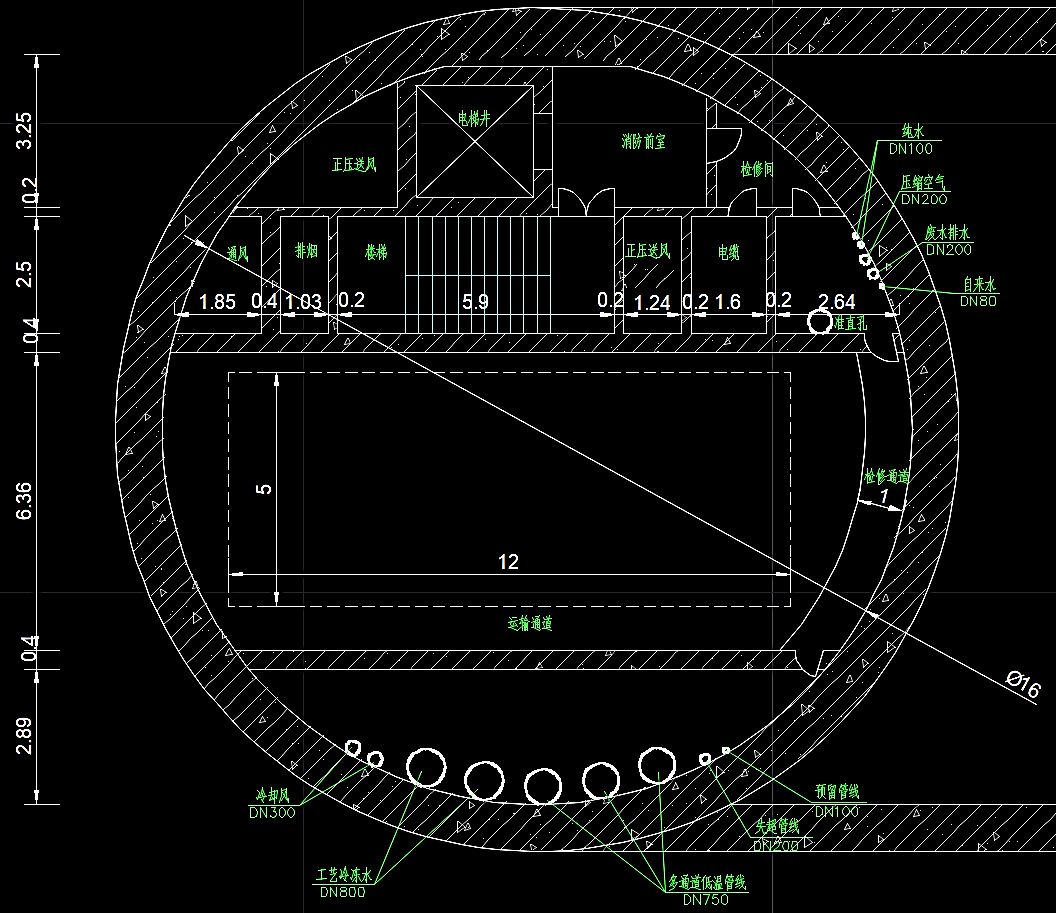 电梯井
消防前室
正压送风
检修间
纯水
DN100
压缩空气
DN200
废水排水
DN200
自来水
DN80
3.25
0.2
2.5
0.4
6.36
0.4
2.89
通风
排烟
楼梯
正压送风
电缆
1.85
0.4
1.03
0.2
5.9
0.2
1.24
0.2
1.6
0.2
2.64
准直孔
检修通道
1
5
12
运输通道
Ø16
冷却风
DN300
工艺冷冻水
DN800
多通道低温管线
DN750
失超管线
DN200
预留管线
DN100